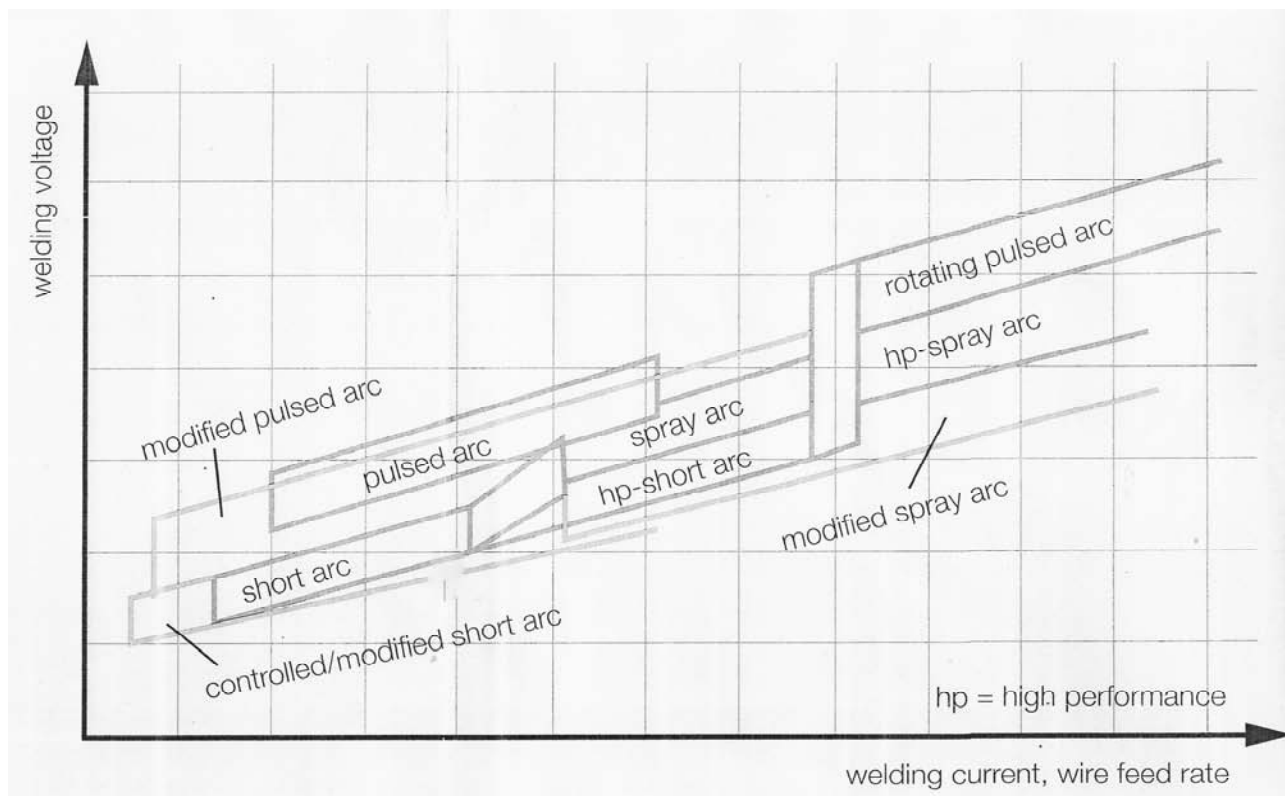 welding voltage
modified pulsed arc
pulsed arc
short arc
controlled/modified short arc
spray arc
hp-short arc
rotating pulsed arc
hp-spray arc
modified spray arc
hp = high performance
welding current, wire feed rate